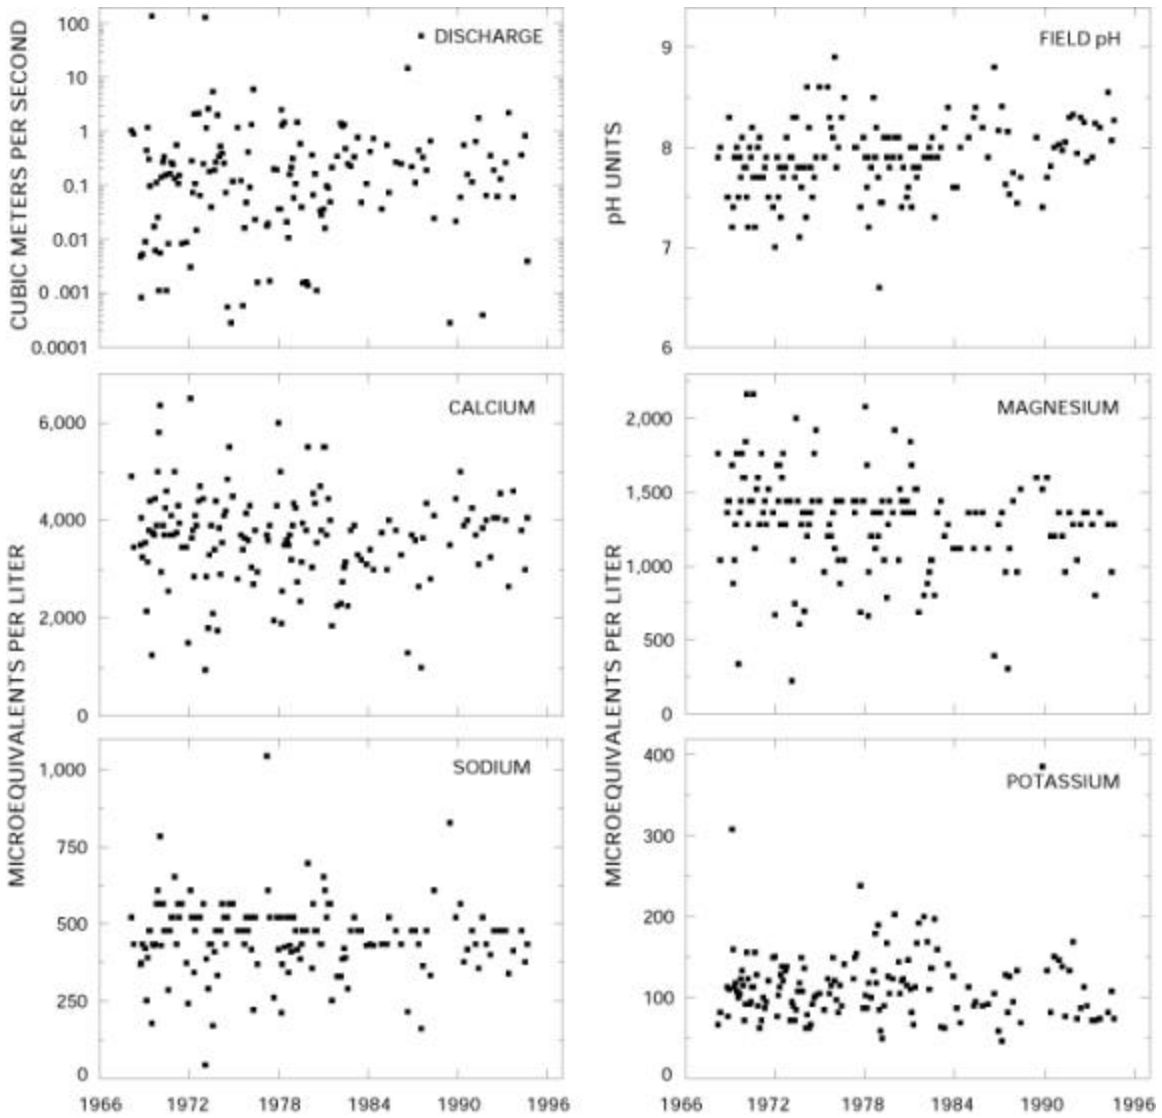 CUBIC METERS PER SECOND
100
10
1
0.1
0.01
0 .001
0.0001
DISCHARGE
pH UNITS
9
8
7
6
FIELD pH
MICROEQUIVALENTS PER LITER
6,000
4,000
2,000
0
CALCIUM
MICROEQUIVALENTS PER LITER
2,000
1,500
1,000
500
0
MAGNESIUM
1,000
750
500
250
0
SODIUM
400
300
200
100
0
POTASSIUM
1966 1972 1978 1984 1990 1996
1966 1972 1978 1984 1990 1996